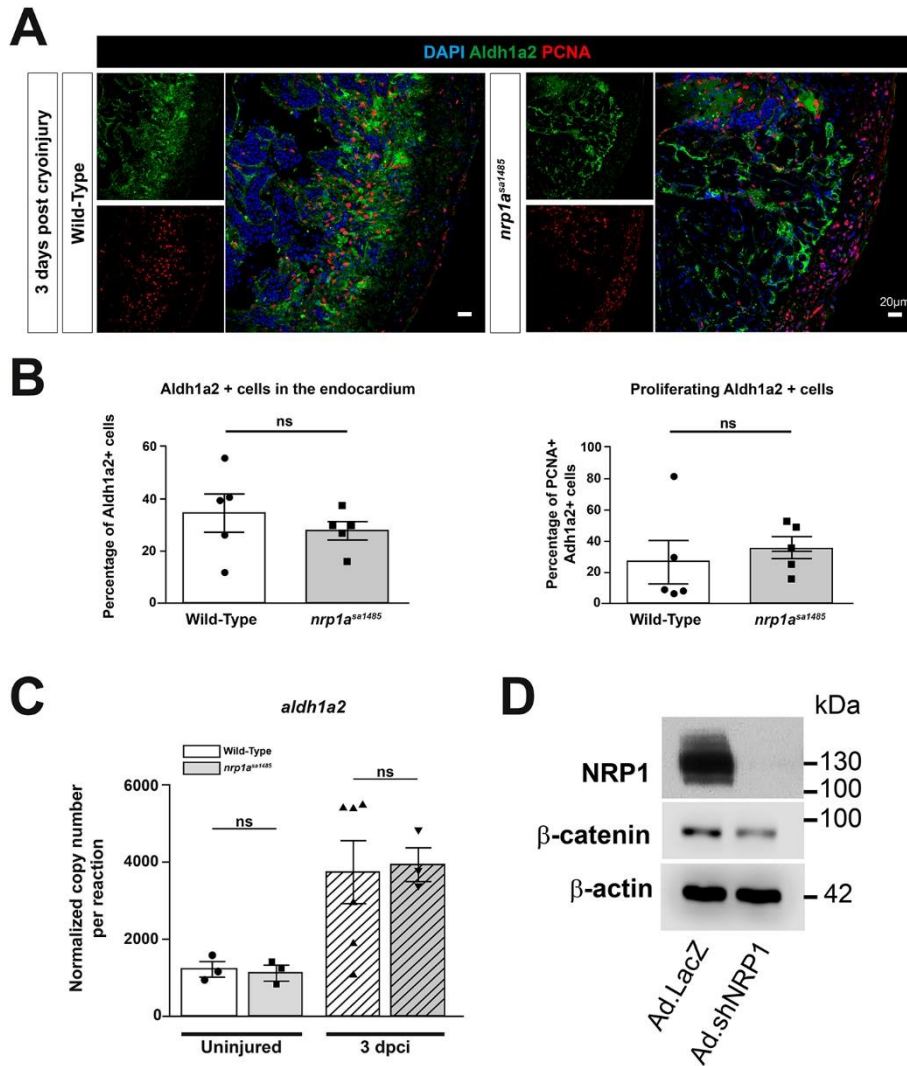 A
DAPI Aldh1a2 PCNA
3 days post cryoinjury
Wild-Type
nrp1a^sa1485
20µm
B
Aldh1a2 + cells in the endocardium
Percentage of Aldh1a2+ cells
60
40
20
0
ns
Wild-Type
nrp1a^sa1485
Proliferating Aldh1a2 + cells
Percentage of PCNA+
Adh1a2+ cells
100
80
60
40
20
0
ns
Wild-Type
nrp1a^sa1485
C
aldh1a2
Wild-Type
nrp1a^sa1485
Normalized copy number
per reaction
6000
4000
2000
0
ns
ns
Uninjured
3 dpci
D
kDa
NRP1
130
100
100
β-catenin
β-actin
42
Ad.LacZ
Ad.shNRP1